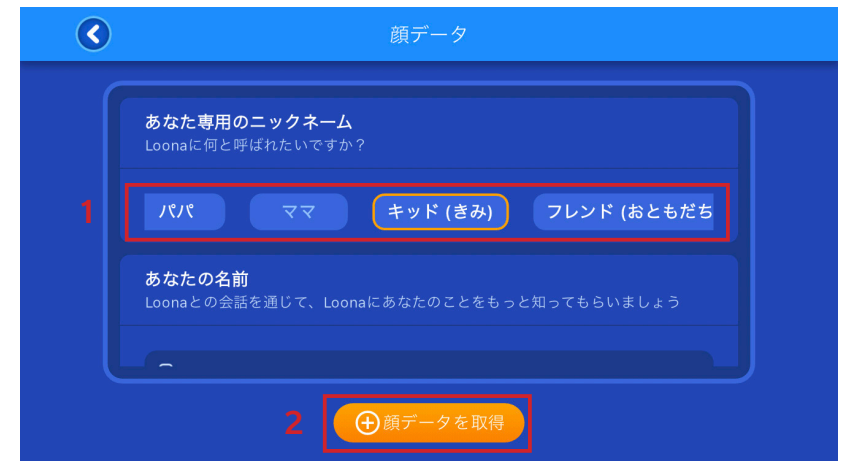 顔データ
あなた専用のニックネーム
Loonaに何と呼ばれたいですか？
1
パパ ママ キッド (きみ) フレンド (おともだち
あなたの名前
Loonaとの会話を通じて、Loonaにあなたのことをもっと知ってもらいましょう
2
顔データを取得